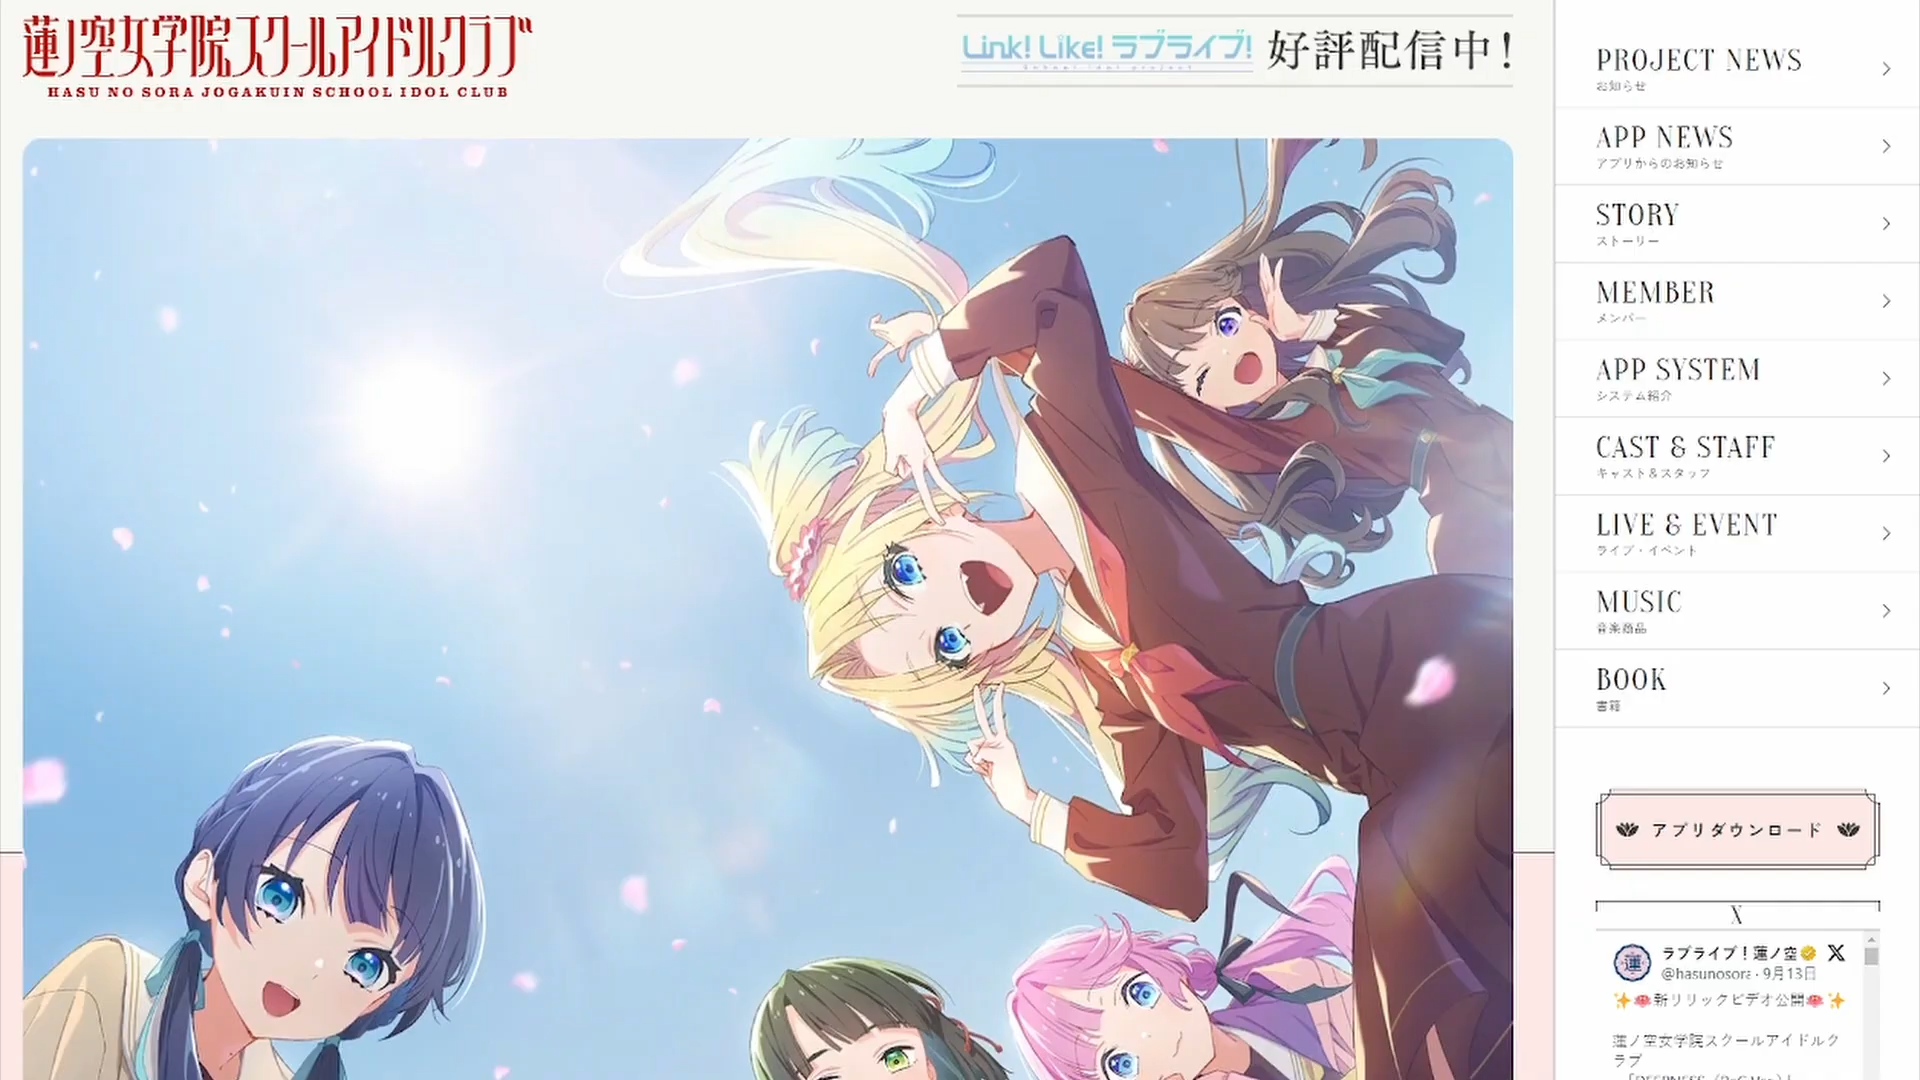 蓮ノ空女学院スクールアイドルクラブ
HASU NO SORA JOGAKUIN SCHOOL IDOL CLUB
Link! Like! ラブライブ! 好評配信中!
School idol project
PROJECT NEWS
お知らせ
APP NEWS
アプリからのお知らせ
STORY
ストーリー
MEMBER
メンバー
APP SYSTEM
システム紹介
CAST & STAFF
キャスト&スタッフ
LIVE & EVENT
ライブ・イベント
MUSIC
音楽商品
BOOK
書籍
アプリダウンロード
X
蓮
ラブライブ!蓮ノ空
@hasunosora · 9月13日
✨🪷新リリックビデオ公開🪷✨
蓮ノ空女学院スクールアイドルク
ラブ